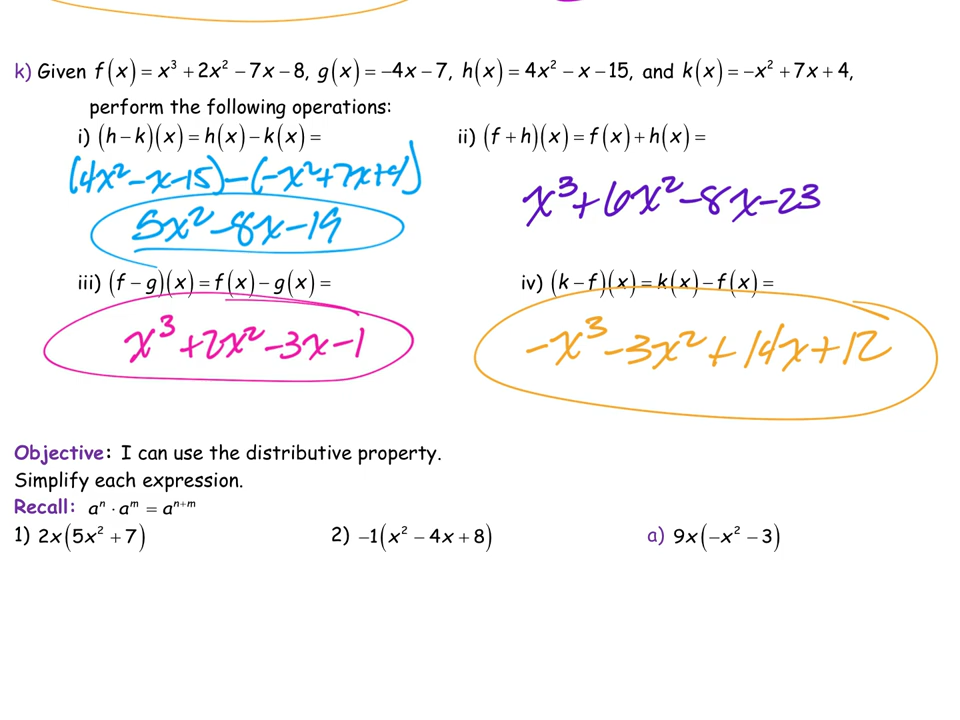 k) Given f(x) = x³ + 2x² − 7x − 8, g(x) = −4x − 7, h(x) = 4x² − x − 15, and k(x) = −x² + 7x + 4,
perform the following operations:
i) (h − k)(x) = h(x) − k(x) = ii) (f + h)(x) = f(x) + h(x) =
(4x² − x − 15) − (−x² + 7x + 4)
5x² − 8x − 19
x³ + 6x² − 8x − 23
iii) (f − g)(x) = f(x) − g(x) = iv) (k − f)(x) = k(x) − f(x) =
x³ + 2x² − 3x − 1
−x³ − 3x² + 14x + 12
Objective: I can use the distributive property.
Simplify each expression.
Recall: aⁿ · aᵐ = aⁿ⁺ᵐ
1) 2x(5x² + 7) 2) −1(x² − 4x + 8) a) 9x(−x² − 3)